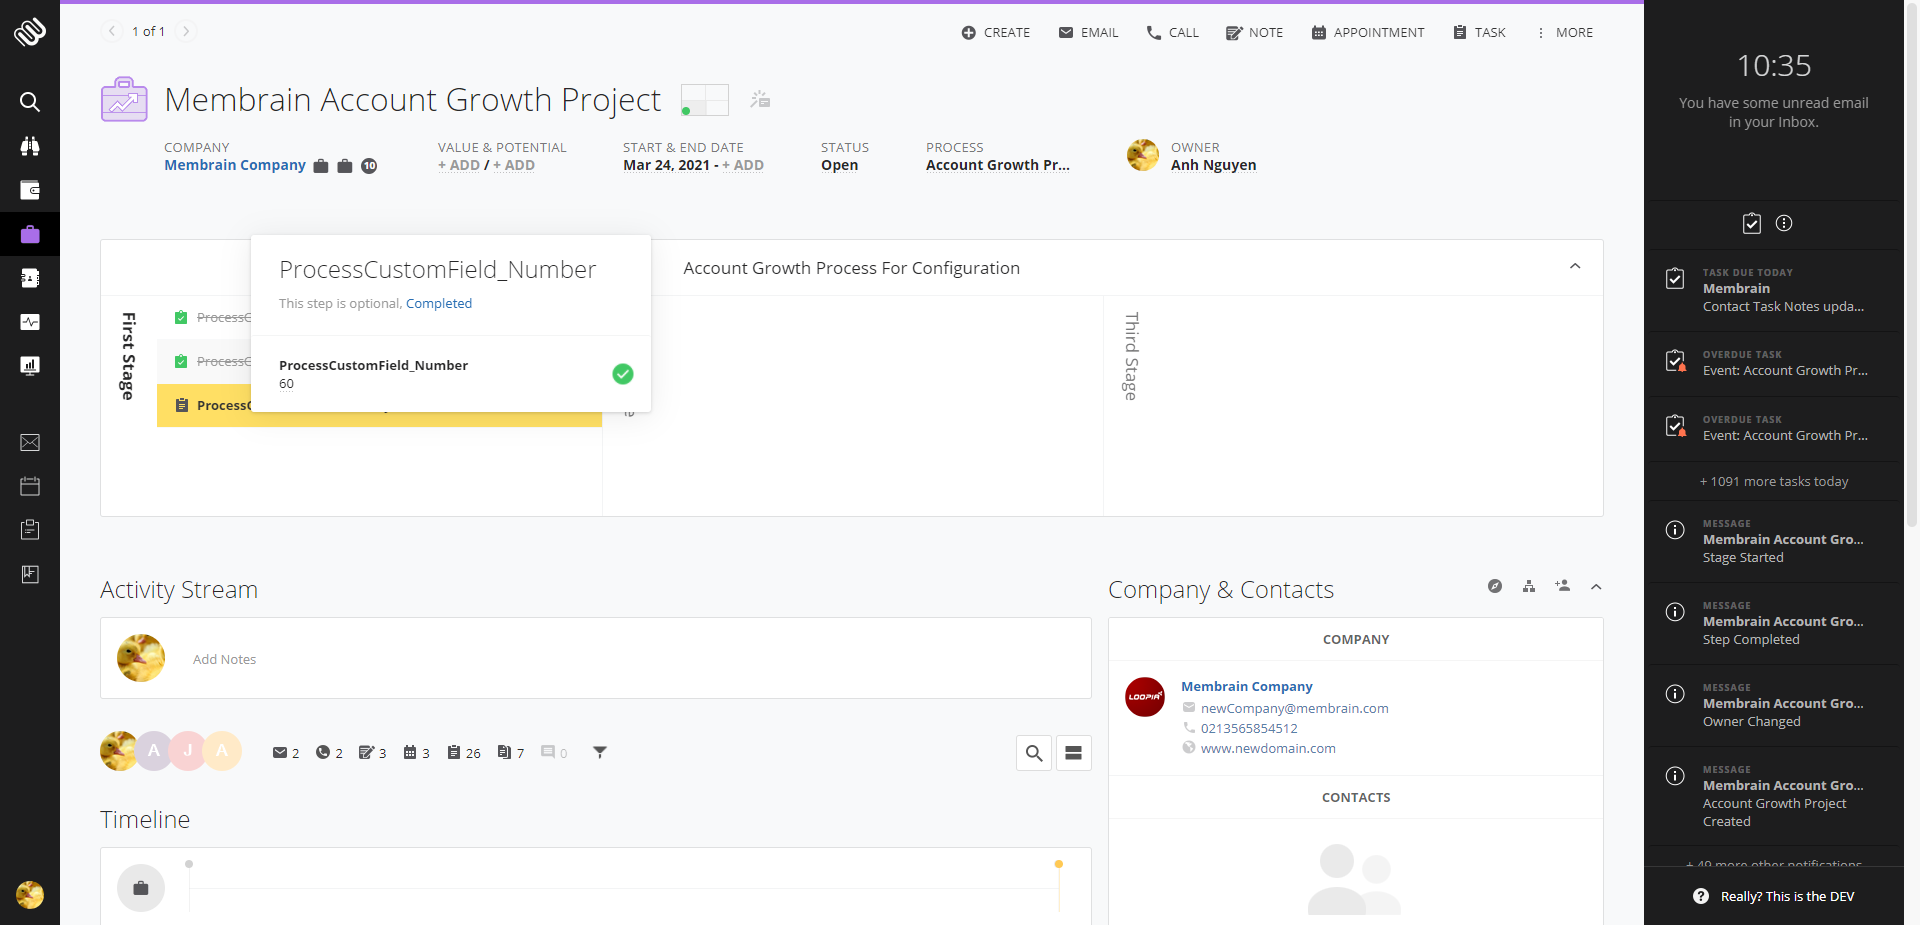 1 of 1
CREATE
EMAIL
CALL
NOTE
APPOINTMENT
TASK
MORE
Membrain Account Growth Project
COMPANY
Membrain Company
10
VALUE & POTENTIAL
+ ADD / + ADD
START & END DATE
Mar 24, 2021 - + ADD
STATUS
Open
PROCESS
Account Growth Pr...
OWNER
Anh Nguyen
ProcessCustomField_Number
This step is optional, Completed
ProcessCustomField_Number
60
Account Growth Process For Configuration
First Stage
ProcessC
ProcessC
ProcessC
Third Stage
Activity Stream
Add Notes
A
J
A
2
2
3
3
26
7
0
Timeline
Company & Contacts
COMPANY
LOOPIA
Membrain Company
newCompany@membrain.com
0213565854512
www.newdomain.com
CONTACTS
10:35
You have some unread email
in your Inbox.
TASK DUE TODAY
Membrain
Contact Task Notes upda...
OVERDUE TASK
Event: Account Growth Pr...
OVERDUE TASK
Event: Account Growth Pr...
+ 1091 more tasks today
MESSAGE
Membrain Account Gro...
Stage Started
MESSAGE
Membrain Account Gro...
Step Completed
MESSAGE
Membrain Account Gro...
Owner Changed
MESSAGE
Membrain Account Gro...
Account Growth Project
Created
+ 49 more other notifications
Really? This is the DEV